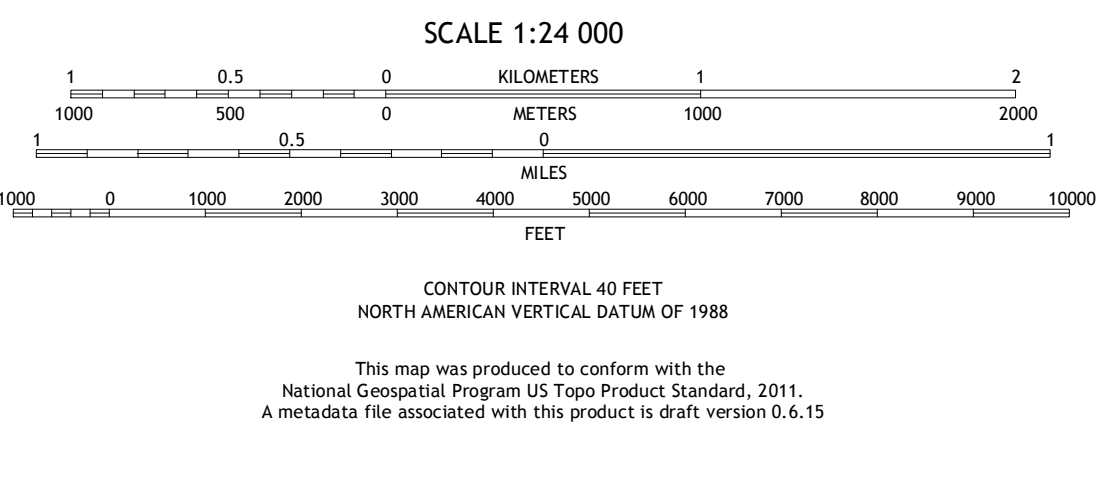 SCALE 1:24 000
1 0.5 0 KILOMETERS 1 2
1000 500 0 METERS 1000 2000
1 0.5 0 1
MILES
1000 0 1000 2000 3000 4000 5000 6000 7000 8000 9000 10000
FEET
CONTOUR INTERVAL 40 FEET
NORTH AMERICAN VERTICAL DATUM OF 1988
This map was produced to conform with the
National Geospatial Program US Topo Product Standard, 2011.
A metadata file associated with this product is draft version 0.6.15